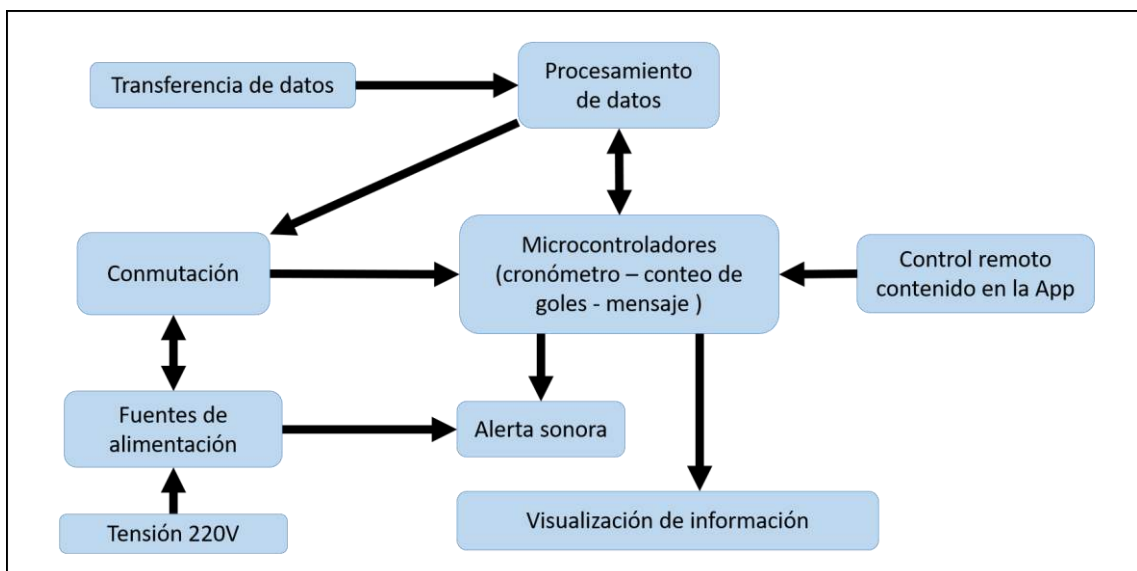 Transferencia de datos
Procesamiento
de datos
Conmutación
Microcontroladores
(cronómetro – conteo de
goles - mensaje )
Control remoto
contenido en la App
Fuentes de
alimentación
Alerta sonora
Tensión 220V
Visualización de información